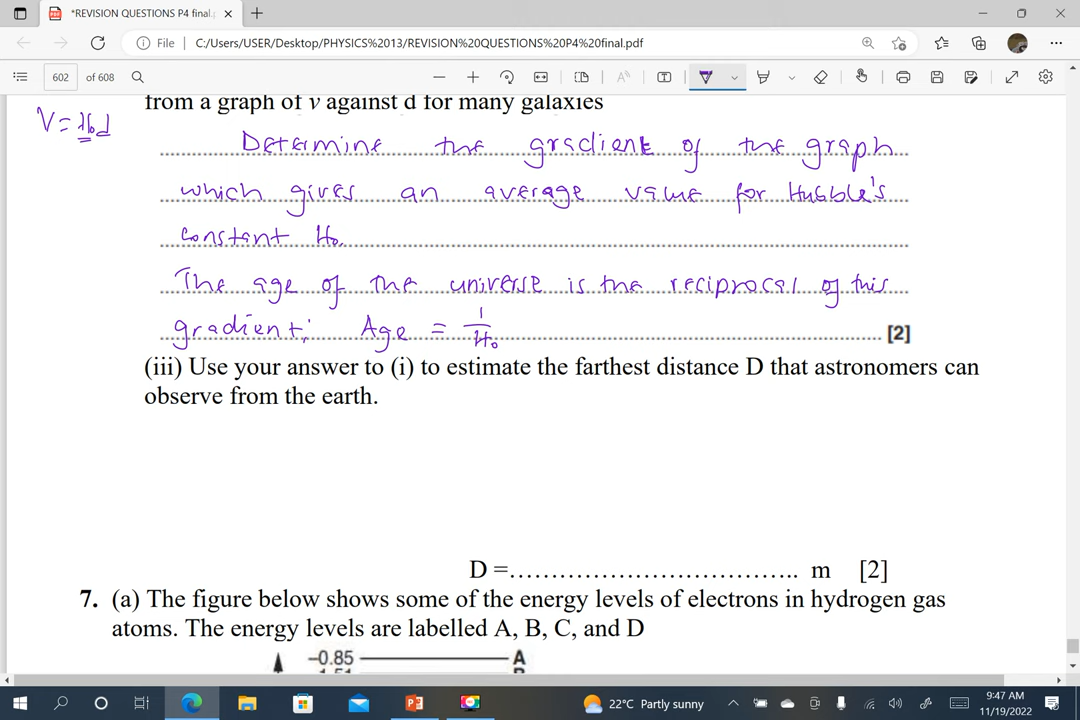 *REVISION QUESTIONS P4 final.p
File
C:/Users/USER/Desktop/PHYSICS%2013/REVISION%20QUESTIONS%20P4%20final.pdf
602 of 608
from a graph of v against d for many galaxies
V = H₀d
Determine the gradient of the graph
which gives an average value for Hubble's
constant H₀.
The age of the universe is the reciprocal of this
gradient; Age = 1/H₀
[2]
(iii) Use your answer to (i) to estimate the farthest distance D that astronomers can
observe from the earth.
D =……………………………….. m [2]
7. (a) The figure below shows some of the energy levels of electrons in hydrogen gas
atoms. The energy levels are labelled A, B, C, and D
−0.85 A
22°C Partly sunny
9:47 AM
11/19/2022